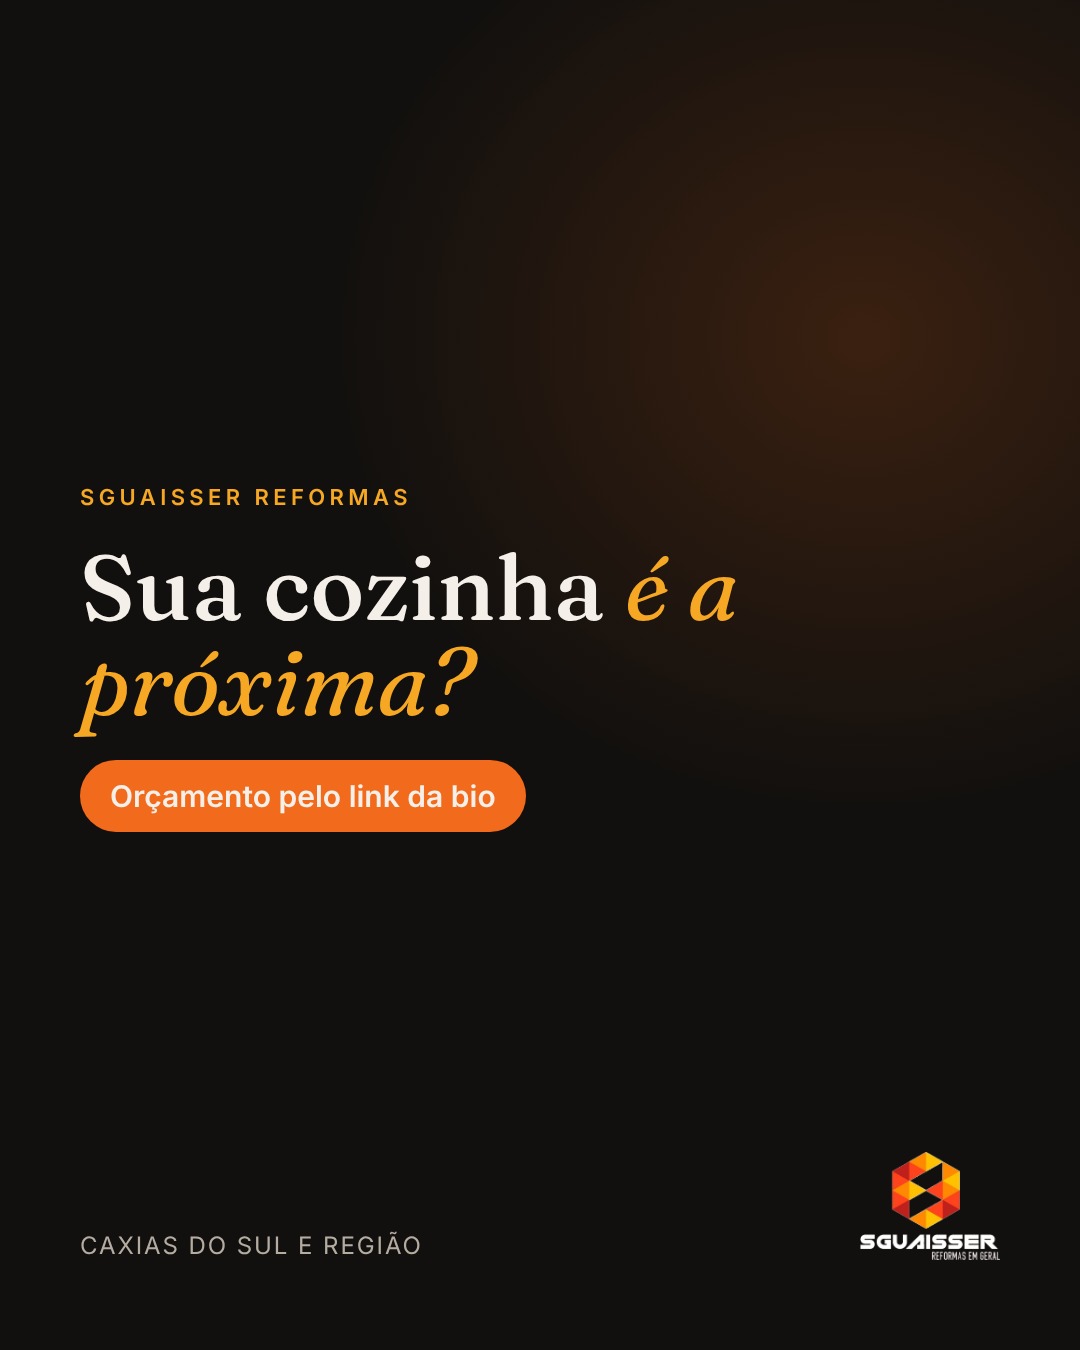 SGUAISSER REFORMAS
Sua cozinha é a
próxima?
Orçamento pelo link da bio
CAXIAS DO SUL E REGIÃO
SGUAISSER
REFORMAS EM GERAL